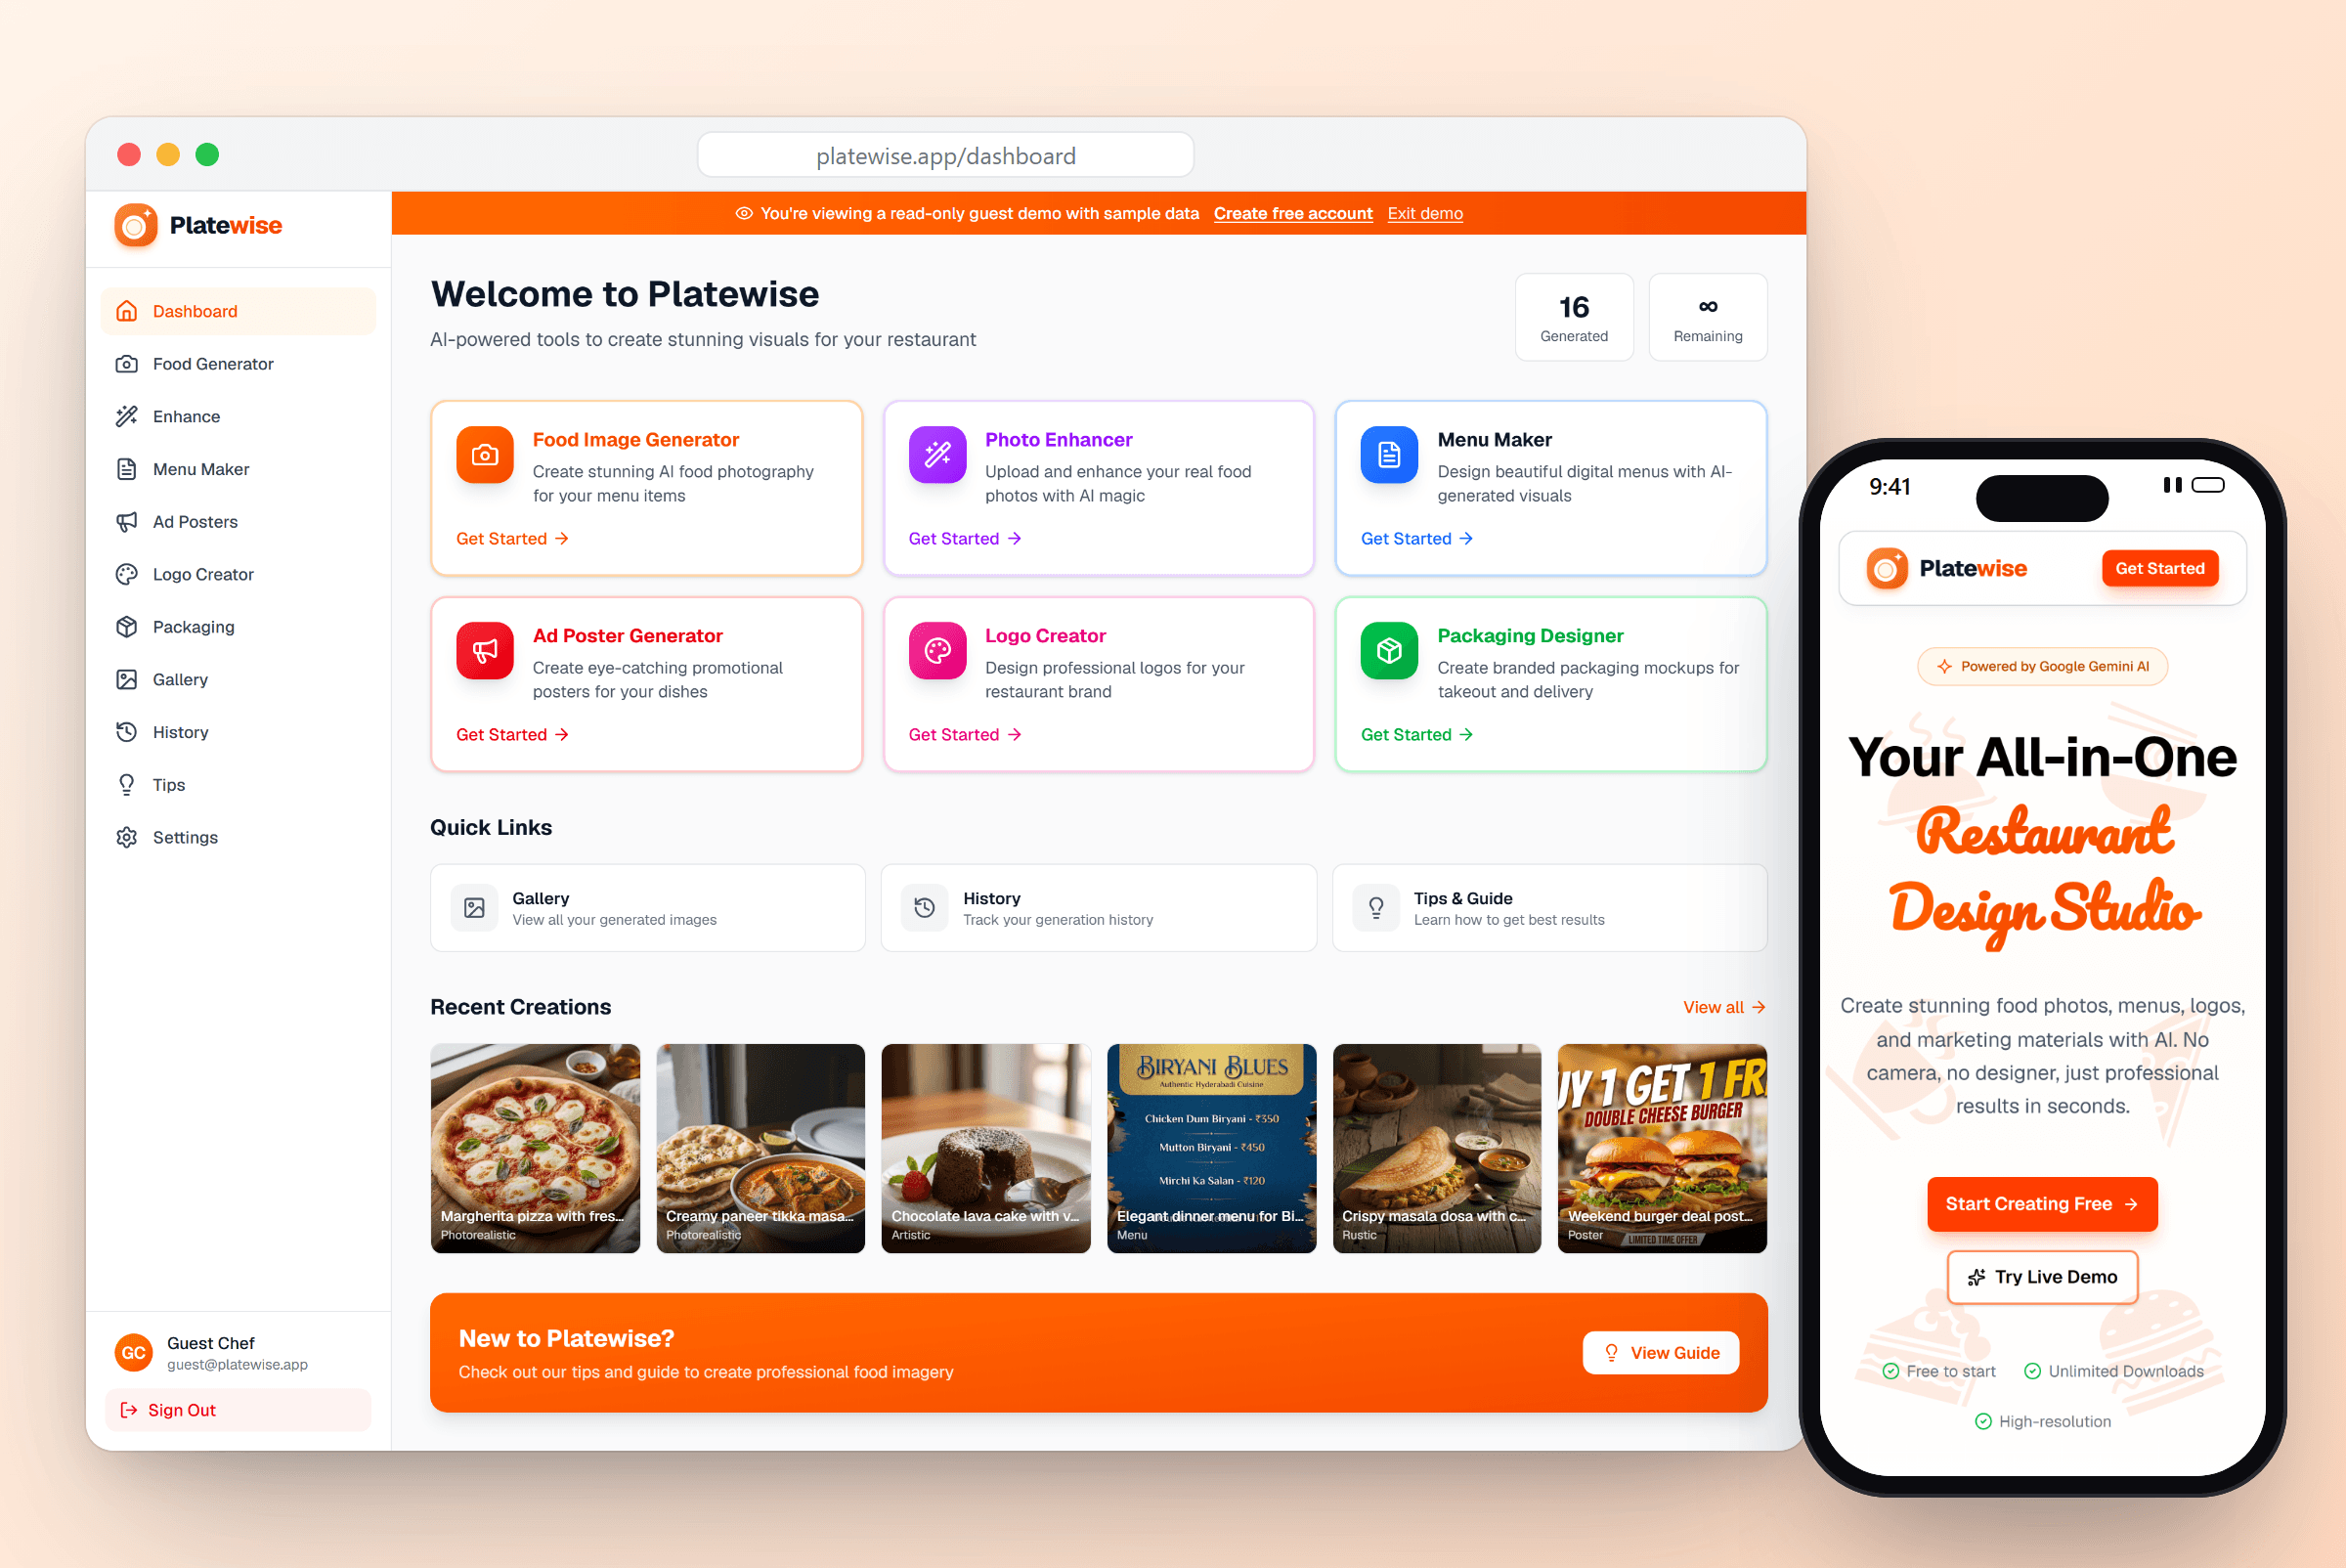 platewise.app/dashboard
Platewise
You're viewing a read-only guest demo with sample data Create free account Exit demo
Dashboard
Food Generator
Enhance
Menu Maker
Ad Posters
Logo Creator
Packaging
Gallery
History
Tips
Settings
Guest Chef
GC
guest@platewise.app
Sign Out
Welcome to Platewise
AI-powered tools to create stunning visuals for your restaurant
16
Generated
∞
Remaining
Food Image Generator
Create stunning AI food photography
for your menu items
Get Started
Photo Enhancer
Upload and enhance your real food
photos with AI magic
Get Started
Menu Maker
Design beautiful digital menus with AI-
generated visuals
Get Started
Ad Poster Generator
Create eye-catching promotional
posters for your dishes
Get Started
Logo Creator
Design professional logos for your
restaurant brand
Get Started
Packaging Designer
Create branded packaging mockups for
takeout and delivery
Get Started
Quick Links
Gallery
View all your generated images
History
Track your generation history
Tips & Guide
Learn how to get best results
Recent Creations
View all
Margherita pizza with fres...
Photorealistic
Creamy paneer tikka masa...
Photorealistic
Chocolate lava cake with v...
Artistic
BIRYANI BLUES
Authentic Hyderabadi Cuisine
Chicken Dum Biryani - ₹350
Mutton Biryani - ₹450
Mirchi Ka Salan - ₹120
Elegant dinner menu for Bi...
Menu
Crispy masala dosa with c...
Rustic
UY 1 GET 1 FR
DOUBLE CHEESE BURGER
Weekend burger deal post...
Poster
LIMITED TIME OFFER
New to Platewise?
Check out our tips and guide to create professional food imagery
View Guide
9:41
Platewise
Get Started
Powered by Google Gemini AI
Your All-in-One
Restaurant
Design Studio
Create stunning food photos, menus, logos,
and marketing materials with AI. No
camera, no designer, just professional
results in seconds.
Start Creating Free
Try Live Demo
Free to start
Unlimited Downloads
High-resolution